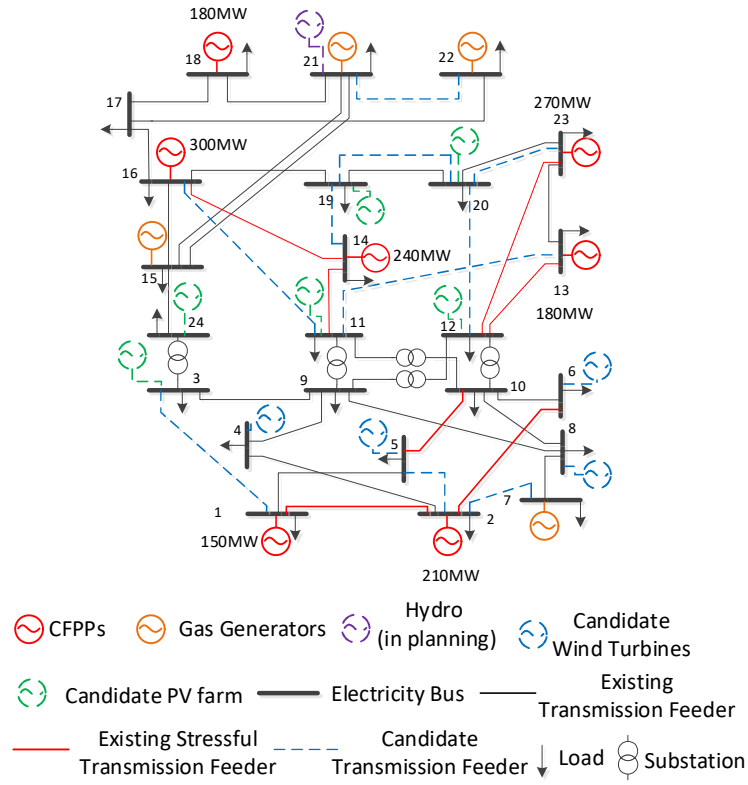 180MW
18
21
22
17
270MW
23
300MW
16
19
20
14
240MW
15
13
180MW
24
11
12
3
9
10
6
4
5
8
7
1
2
150MW
210MW
CFPPs
Gas Generators
Hydro
(in planning)
Candidate
Wind Turbines
Candidate PV farm
Electricity Bus
Existing
Transmission Feeder
Existing Stressful
Transmission Feeder
Candidate
Transmission Feeder
Load
Substation